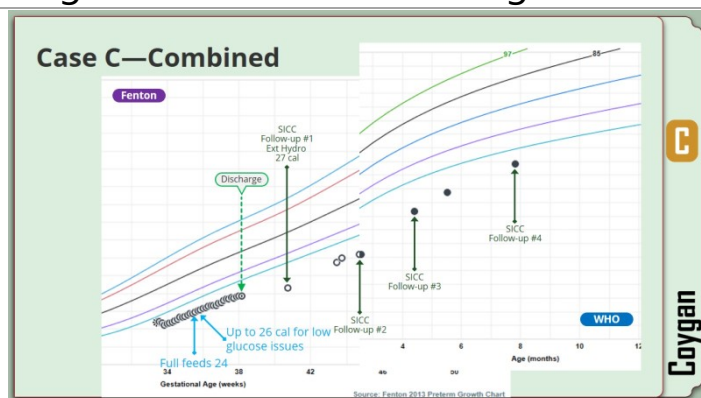 Case C—Combined
Fenton
SICC
Follow-up #1
Ext Hydro
27 cal
Discharge
Up to 26 cal for low
glucose issues
Full feeds 24
SICC
Follow-up #2
SICC
Follow-up #3
SICC
Follow-up #4
97
85
WHO
34
38
42
46
50
Gestational Age (weeks)
4
6
8
10
12
Age (months)
Source: Fenton 2013 Preterm Growth Chart
C
Coygan